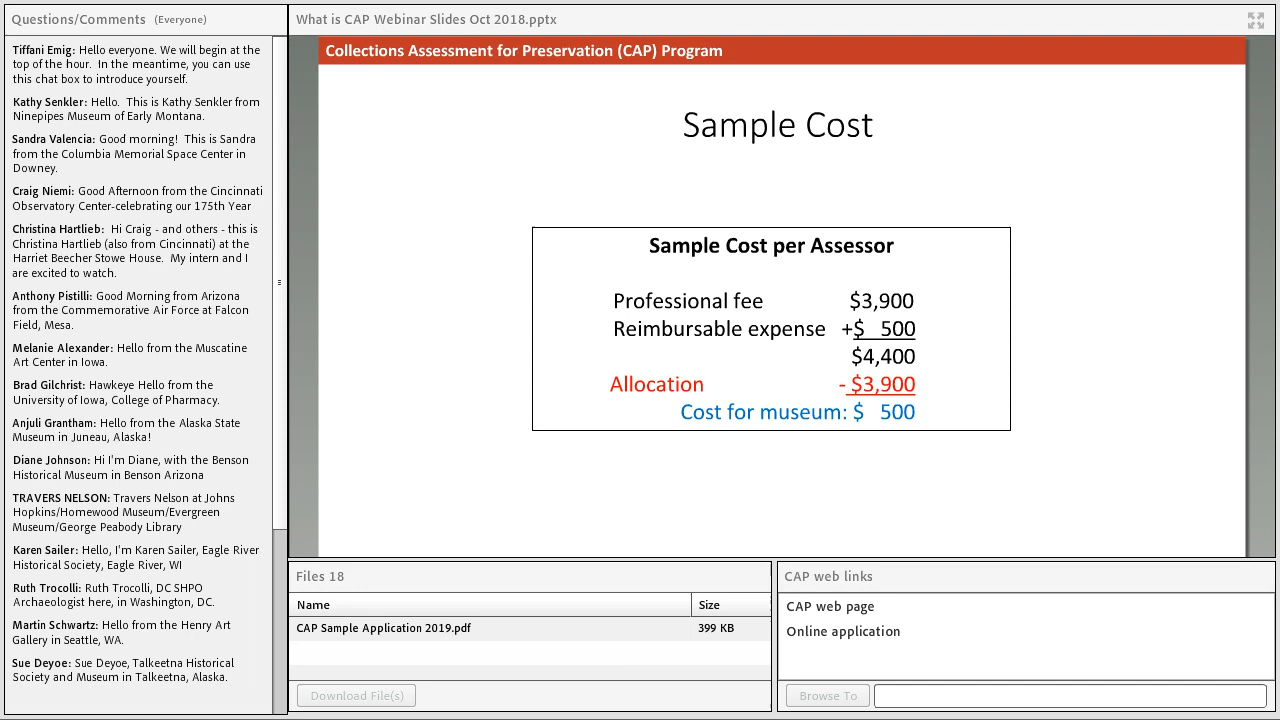 Questions/Comments (Everyone)
Tiffani Emig: Hello everyone. We will begin at the
top of the hour. In the meantime, you can use
this chat box to introduce yourself.
Kathy Senkler: Hello. This is Kathy Senkler from
Ninepipes Museum of Early Montana.
Sandra Valencia: Good morning! This is Sandra
from the Columbia Memorial Space Center in
Downey.
Craig Niemi: Good Afternoon from the Cincinnati
Observatory Center-celebrating our 175th Year
Christina Hartlieb: Hi Craig - and others - this is
Christina Hartlieb (also from Cincinnati) at the
Harriet Beecher Stowe House. My intern and I
are excited to watch.
Anthony Pistilli: Good Morning from Arizona
from the Commemorative Air Force at Falcon
Field, Mesa.
Melanie Alexander: Hello from the Muscatine
Art Center in Iowa.
Brad Gilchrist: Hawkeye Hello from the
University of Iowa, College of Pharmacy.
Anjuli Grantham: Hello from the Alaska State
Museum in Juneau, Alaska!
Diane Johnson: Hi I'm Diane, with the Benson
Historical Museum in Benson Arizona
TRAVERS NELSON: Travers Nelson at Johns
Hopkins/Homewood Museum/Evergreen
Museum/George Peabody Library
Karen Sailer: Hello, I'm Karen Sailer, Eagle River
Historical Society, Eagle River, WI
Ruth Trocolli: Ruth Trocolli, DC SHPO
Archaeologist here, in Washington, DC.
Martin Schwartz: Hello from the Henry Art
Gallery in Seattle, WA.
Sue Deyoe: Sue Deyoe, Talkeetna Historical
Society and Museum in Talkeetna, Alaska.
What is CAP Webinar Slides Oct 2018.pptx
Collections Assessment for Preservation (CAP) Program
Sample Cost
Sample Cost per Assessor
Professional fee $3,900
Reimbursable expense +$ 500
$4,400
Allocation - $3,900
Cost for museum: $ 500
Files 18
Name Size
CAP Sample Application 2019.pdf 399 KB
Download File(s)
CAP web links
CAP web page
Online application
Browse To